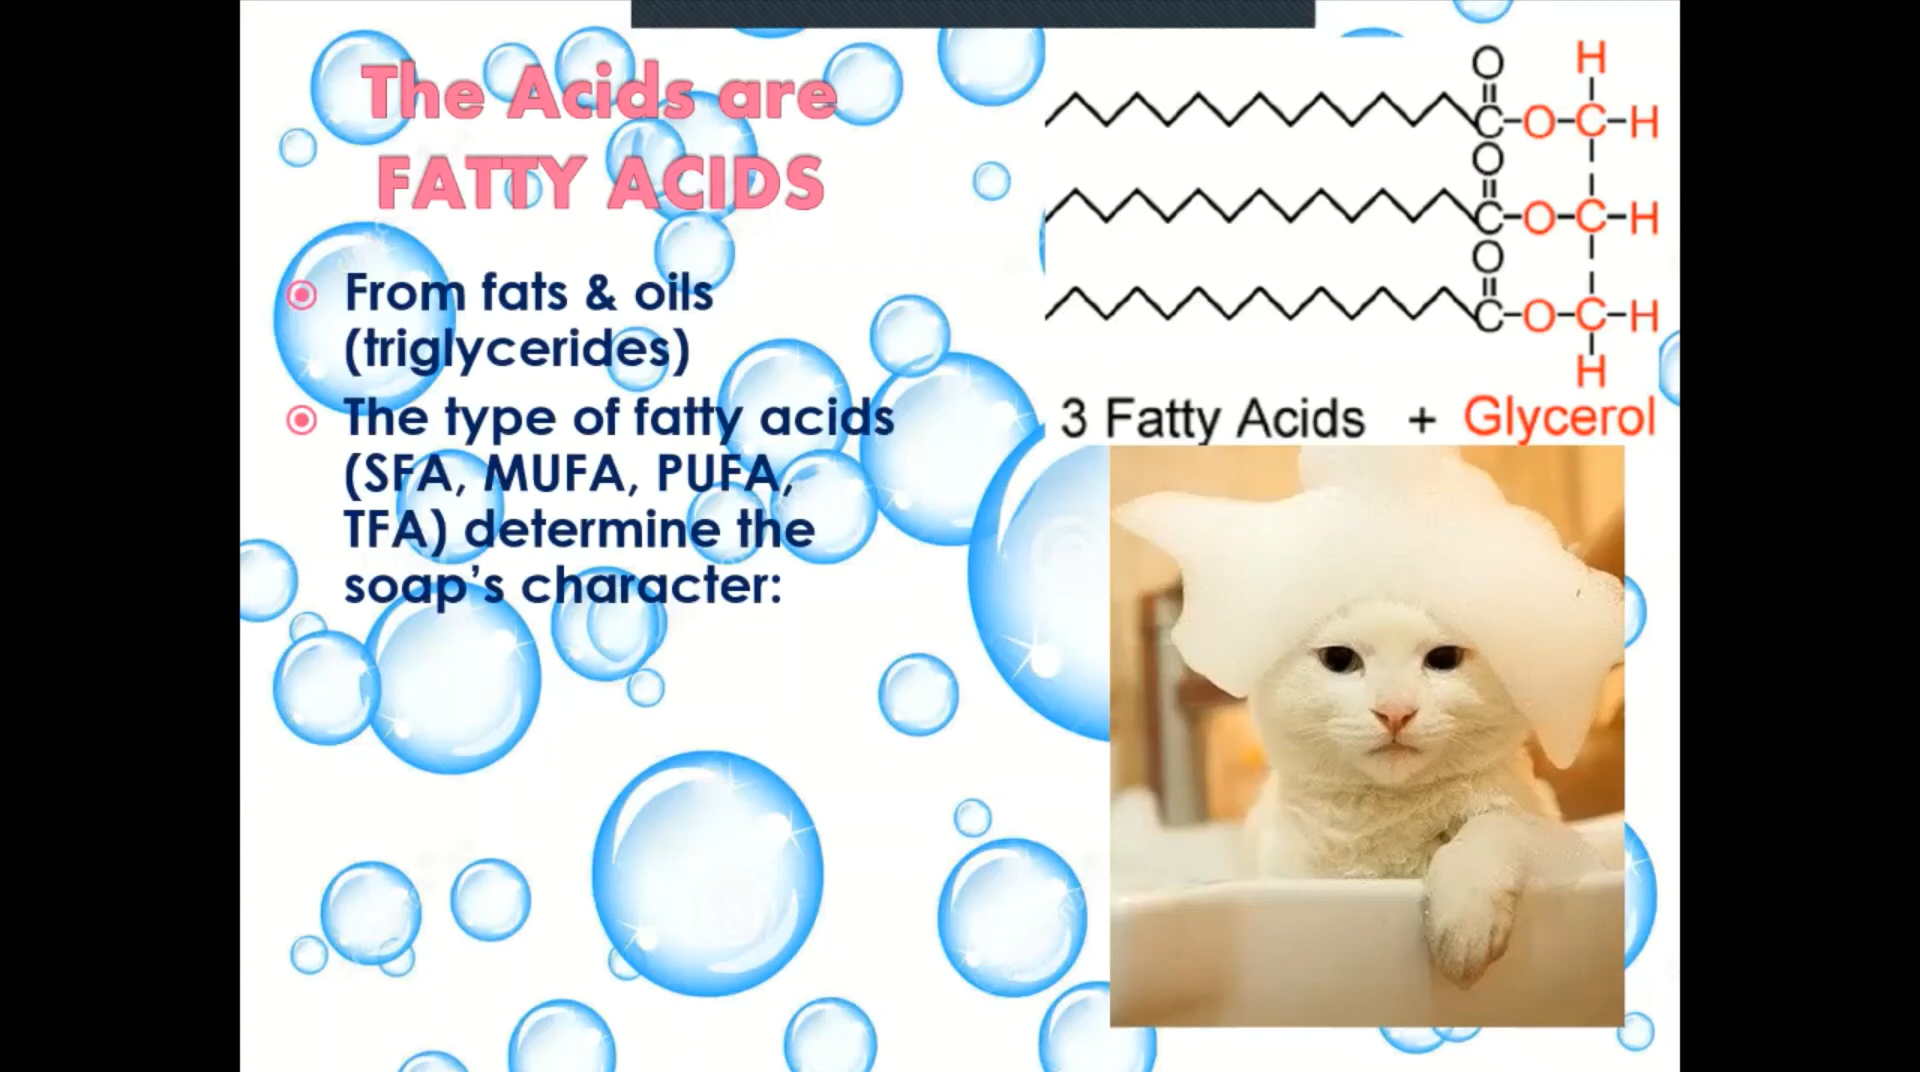 The Acids are
FATTY ACIDS
From fats & oils
(triglycerides)
The type of fatty acids
(SFA, MUFA, PUFA,
TFA) determine the
soap's character:
O H
C-O-C-H
O
C-O-C-H
O
C-O-C-H
H
3 Fatty Acids + Glycerol